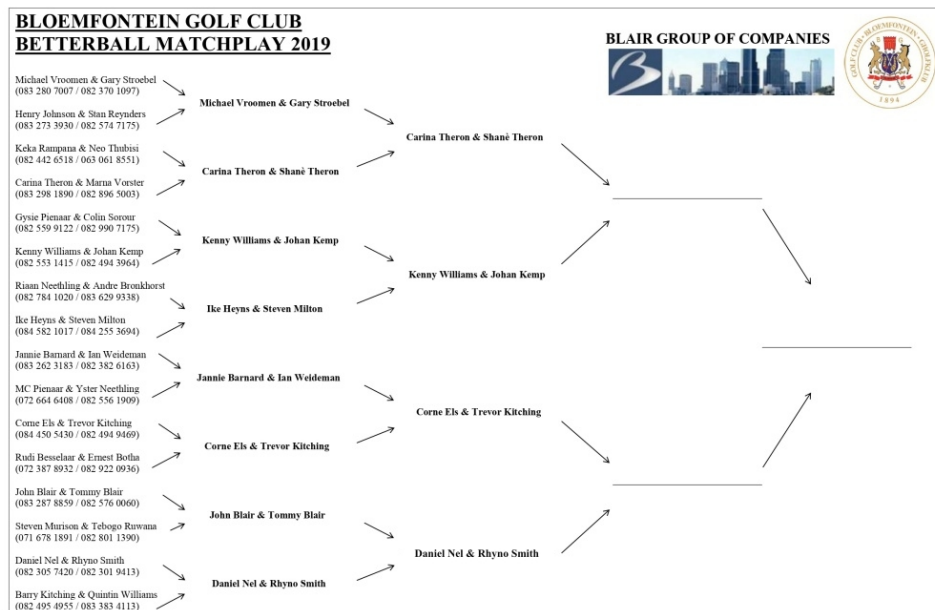 BLOEMFONTEIN GOLF CLUB
BETTERBALL MATCHPLAY 2019
BLAIR GROUP OF COMPANIES
GOLF CLUB • BLOEMFONTEIN • GHOLFKLUB
B G
1894
Michael Vroomen & Gary Stroebel
(083 280 7007 / 082 370 1097)
Henry Johnson & Stan Reynders
(083 273 3930 / 082 574 7175)
Keka Rampana & Neo Thubisi
(082 442 6518 / 063 061 8551)
Carina Theron & Marna Vorster
(083 298 1890 / 082 896 5003)
Gysie Pienaar & Colin Sorour
(082 559 9122 / 082 990 7175)
Kenny Williams & Johan Kemp
(082 553 1415 / 082 494 3964)
Riaan Neethling & Andre Bronkhorst
(082 784 1020 / 083 629 9338)
Ike Heyns & Steven Milton
(084 582 1017 / 084 255 3694)
Jannie Barnard & Ian Weideman
(083 262 3183 / 082 382 6163)
MC Pienaar & Yster Neethling
(072 664 6408 / 082 556 1909)
Corne Els & Trevor Kitching
(084 450 5430 / 082 494 9469)
Rudi Besselaar & Ernest Botha
(072 387 8932 / 082 922 0936)
John Blair & Tommy Blair
(083 287 8859 / 082 576 0060)
Steven Murison & Tebogo Ruwana
(071 678 1891 / 082 801 1390)
Daniel Nel & Rhyno Smith
(082 305 7420 / 082 301 9413)
Barry Kitching & Quintin Williams
(082 495 4955 / 083 383 4113)
Michael Vroomen & Gary Stroebel
Carina Theron & Shanè Theron
Kenny Williams & Johan Kemp
Ike Heyns & Steven Milton
Jannie Barnard & Ian Weideman
Corne Els & Trevor Kitching
John Blair & Tommy Blair
Daniel Nel & Rhyno Smith
Carina Theron & Shanè Theron
Kenny Williams & Johan Kemp
Corne Els & Trevor Kitching
Daniel Nel & Rhyno Smith